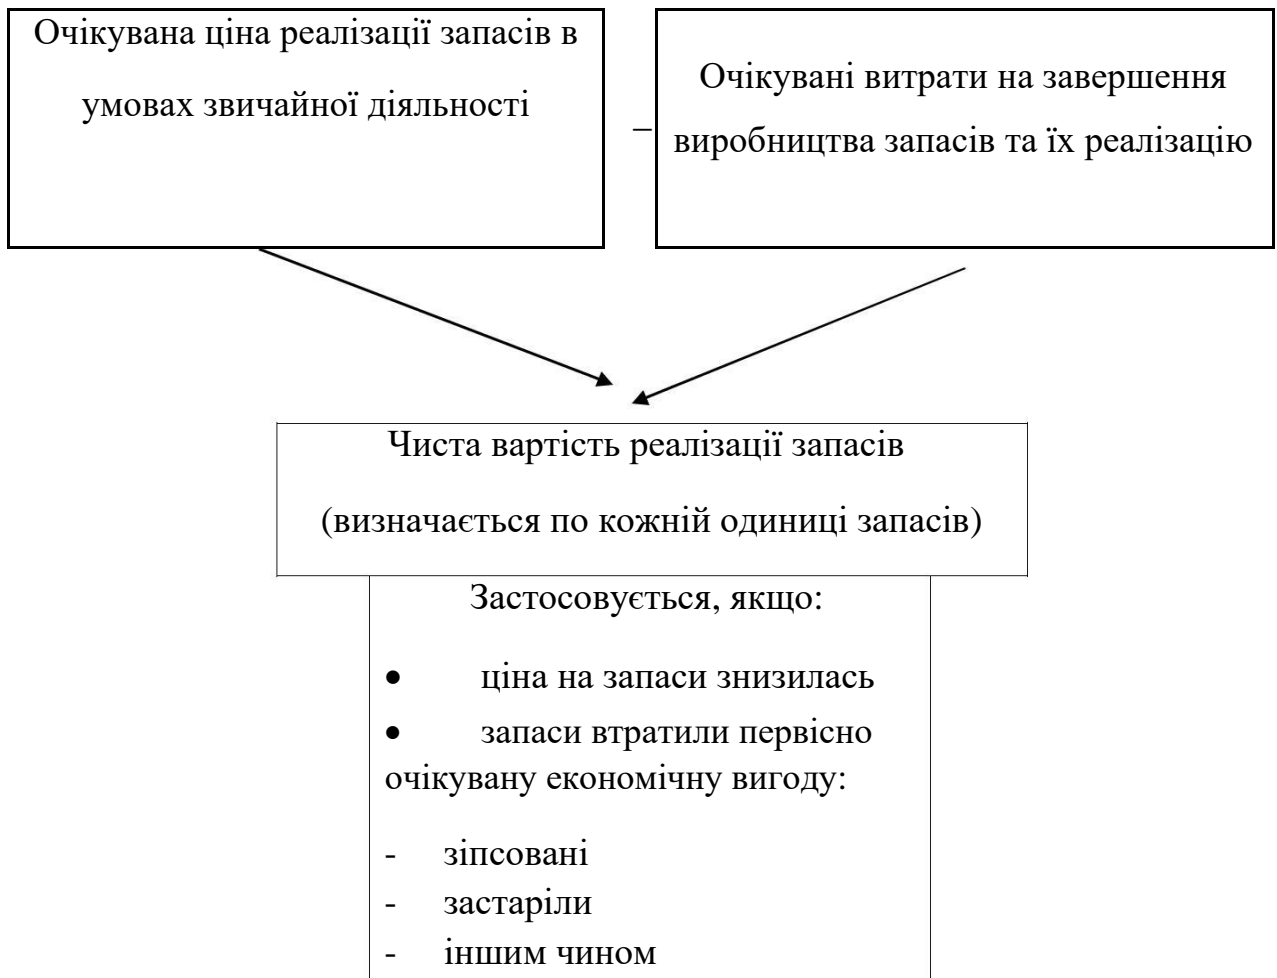 Очікувана ціна реалізації запасів в
умовах звичайної діяльності
–
Очікувані витрати на завершення
виробництва запасів та їх реалізацію
Чиста вартість реалізації запасів
(визначається по кожній одиниці запасів)
Застосовується, якщо:
• ціна на запаси знизилась
• запаси втратили первісно
очікувану економічну вигоду:
- зіпсовані
- застаріли
- іншим чином